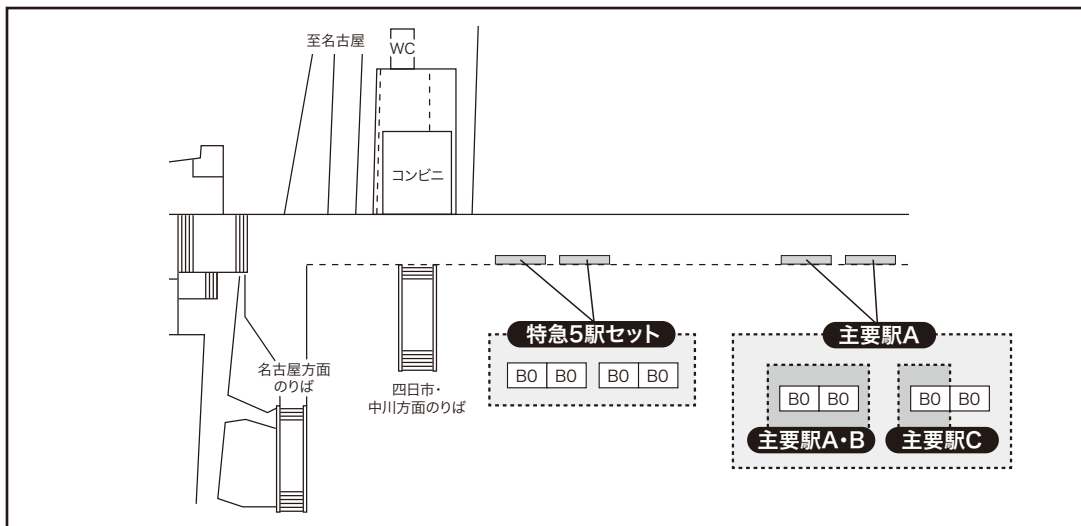 至名古屋
WC
コンビニ
名古屋方面
のりば
四日市・
中川方面のりば
特急5駅セット
B0 B0 B0 B0
主要駅A
B0 B0 B0 B0
主要駅A・B
主要駅C